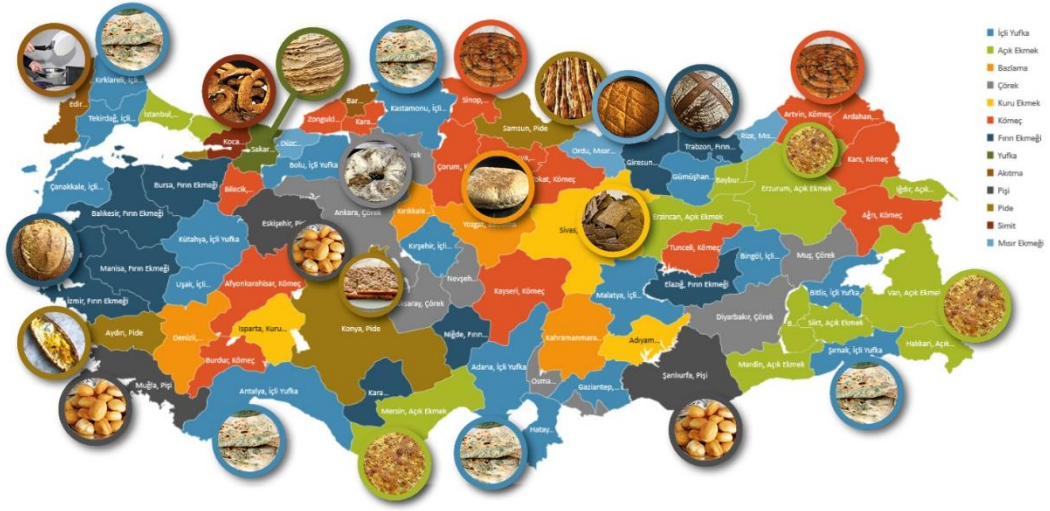 İçli Yufka
Açık Ekmek
Bazlama
Çörek
Kuru Ekmek
Kömeç
Fırın Ekmeği
Yufka
Akıtma
Pişi
Pide
Simit
Mısır Ekmeği
Kırklareli, İçli
Edir...
Tekirdağ, İçli...
İstanbul,...
Koca...
Sakar...
Düzc...
Bolu, İçli Yufka
Zonguld...
Bar...
Kara...
Kastamonu, İçli...
Sinop,...
Samsun, Pide
Ordu, Mısır...
Giresun...
Trabzon, Fırın...
Rize, Mıs...
Artvin, Kömeç
Ardahan,...
Kars, Kömeç
Iğdır, Açık...
Ağrı, Kömeç
Erzurum, Açık Ekmek
Baybur...
Gümüşhan...
Erzincan, Açık Ekmek
Sivas,
Çorum,
Ankara, Çörek
Kırıkkale...
Yozga
Kırşehir, İçli...
Nevşeh...
Kayseri, Kömeç
Çanakkale, İçli...
Bursa, Fırın Ekmeği
Bilecik,...
Balıkesir, Fırın Ekmeği
Kütahya, İçli Yufka
Eskişehir, Pi
Manisa, Fırın Ekmeği
Uşak, İçli...
Afyonkarahisar, Kömeç
İzmir, Fırın Ekmeği
Aydın, Pide
Denizli,...
Isparta, Kuru...
Burdur, Kömeç
Muğla, Pişi
Antalya, İçli Yufka
Konya, Pide
Kara...
Mersin, Açık Ekmek
Niğde, Fırın...
Adana, İçli Yufka
Osma...
Hatay...
Gaziantep,...
Kahramanmara...
Adıyam...
Malatya, İçli...
Tunceli, Kömeç
Elazığ, Fırın Ekmeği
Bingöl, İçli...
Muş, Çörek
Diyarbakır, Çörek
Şanlıurfa, Pişi
Mardin, Açık Ekmek
B...
Siirt, Açık Ekmek
Bitlis, İçli Yufka
Van, Açık Ekmeği
Hakkari, Açık...
Şırnak, İçli Yufka